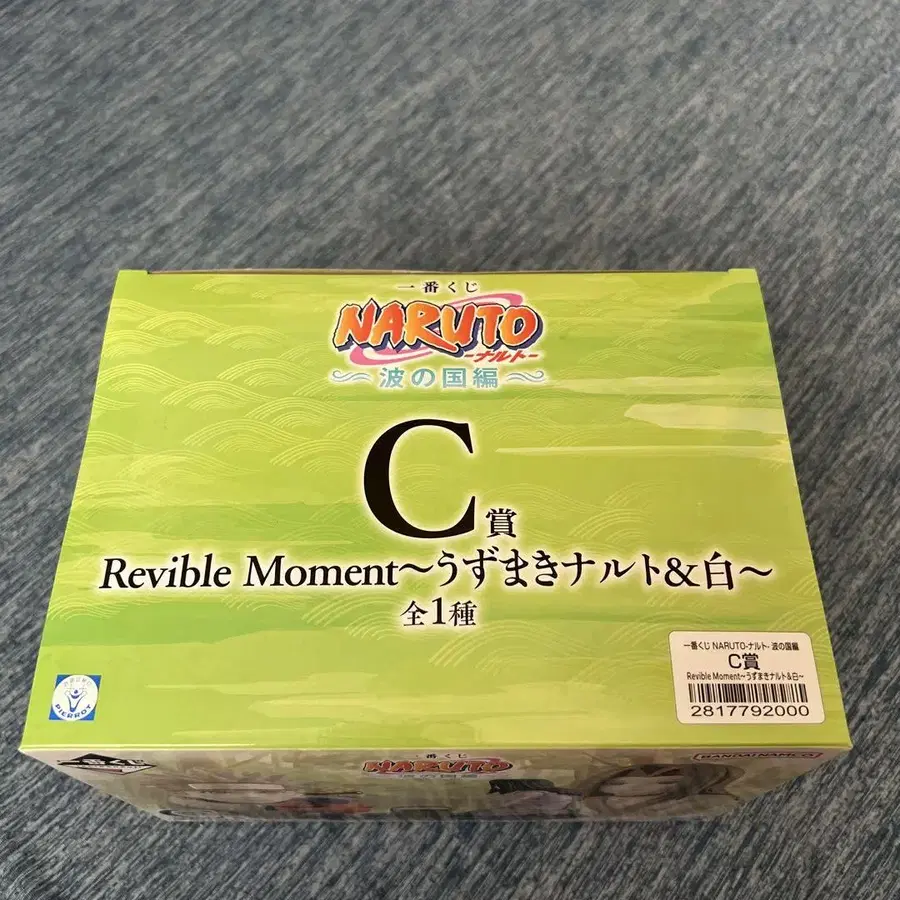 一番くじ
NARUTO
-ナルト-
〜波の国編〜
C賞
Revible Moment〜うずまきナルト&白〜
全1種
一番くじ NARUTO-ナルト- 波の国編
C賞
Revible Moment〜うずまきナルト&白〜
2817792000
PIERROT
一番くじ
NARUTO
波の国編
BANDAI NAMCO